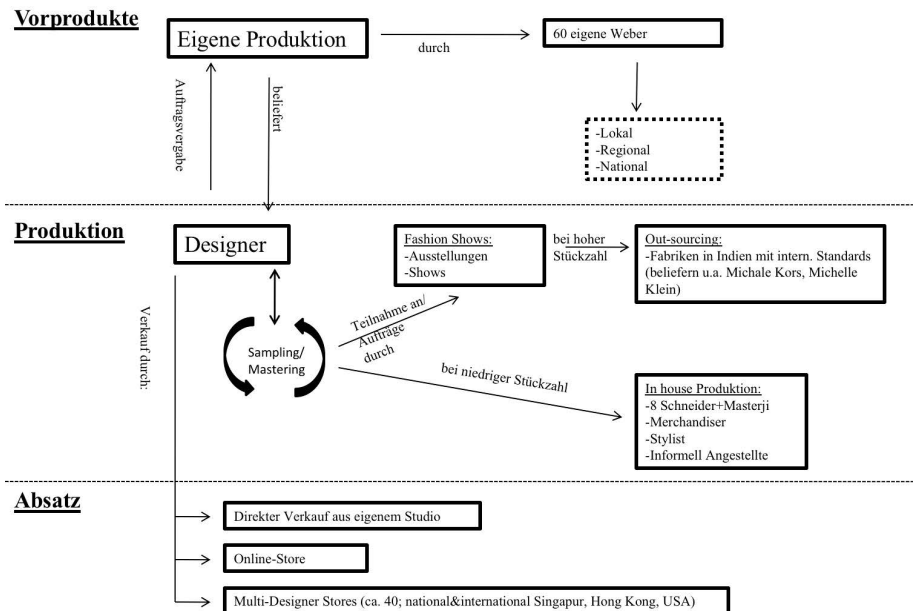 Vorprodukte
Eigene Produktion
durch
60 eigene Weber
Auftragsvergabe
beliefert
-Lokal
-Regional
-National
Produktion
Designer
Fashion Shows:
-Ausstellungen
-Shows
bei hoher
Stückzahl
Out-sourcing:
-Fabriken in Indien mit intern. Standards
(beliefern u.a. Michale Kors, Michelle
Klein)
Verkauf durch:
Sampling/
Mastering
Teilnahme an/
Aufträge
durch
bei niedriger Stückzahl
In house Produktion:
-8 Schneider+Masterji
-Merchandiser
-Stylist
-Informell Angestellte
Absatz
Direkter Verkauf aus eigenem Studio
Online-Store
Multi-Designer Stores (ca. 40; national&international Singapur, Hong Kong, USA)